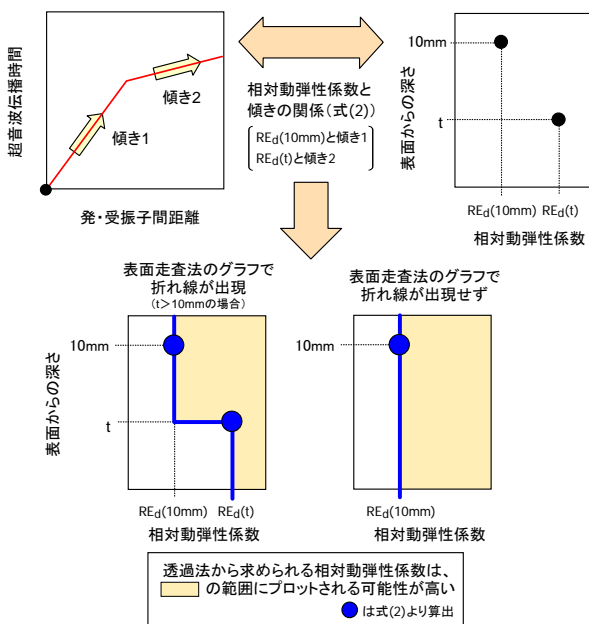 超音波伝播時間
傾き1
傾き2
発・受振子間距離
相対動弾性係数と
傾きの関係(式(2))
REd(10mm)と傾き1
REd(t)と傾き2
表面からの深さ
10mm
t
REd(10mm)
REd(t)
相対動弾性係数
表面走査法のグラフで
折れ線が出現
(t>10mmの場合)
表面からの深さ
10mm
t
REd(10mm)
REd(t)
相対動弾性係数
表面走査法のグラフで
折れ線が出現せず
10mm
REd(10mm)
相対動弾性係数
透過法から求められる相対動弾性係数は、
の範囲にプロットされる可能性が高い
は式(2)より算出